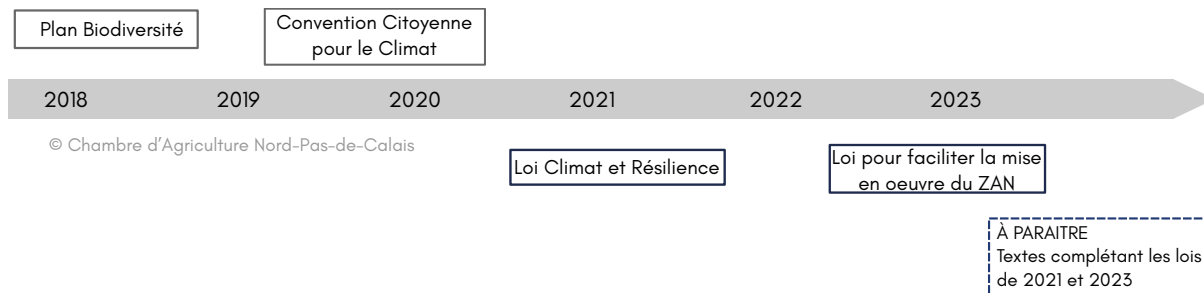 Plan Biodiversité
Convention Citoyenne
pour le Climat
2018 2019 2020 2021 2022 2023
© Chambre d'Agriculture Nord-Pas-de-Calais
Loi Climat et Résilience
Loi pour faciliter la mise
en oeuvre du ZAN
À PARAITRE
Textes complétant les lois
de 2021 et 2023